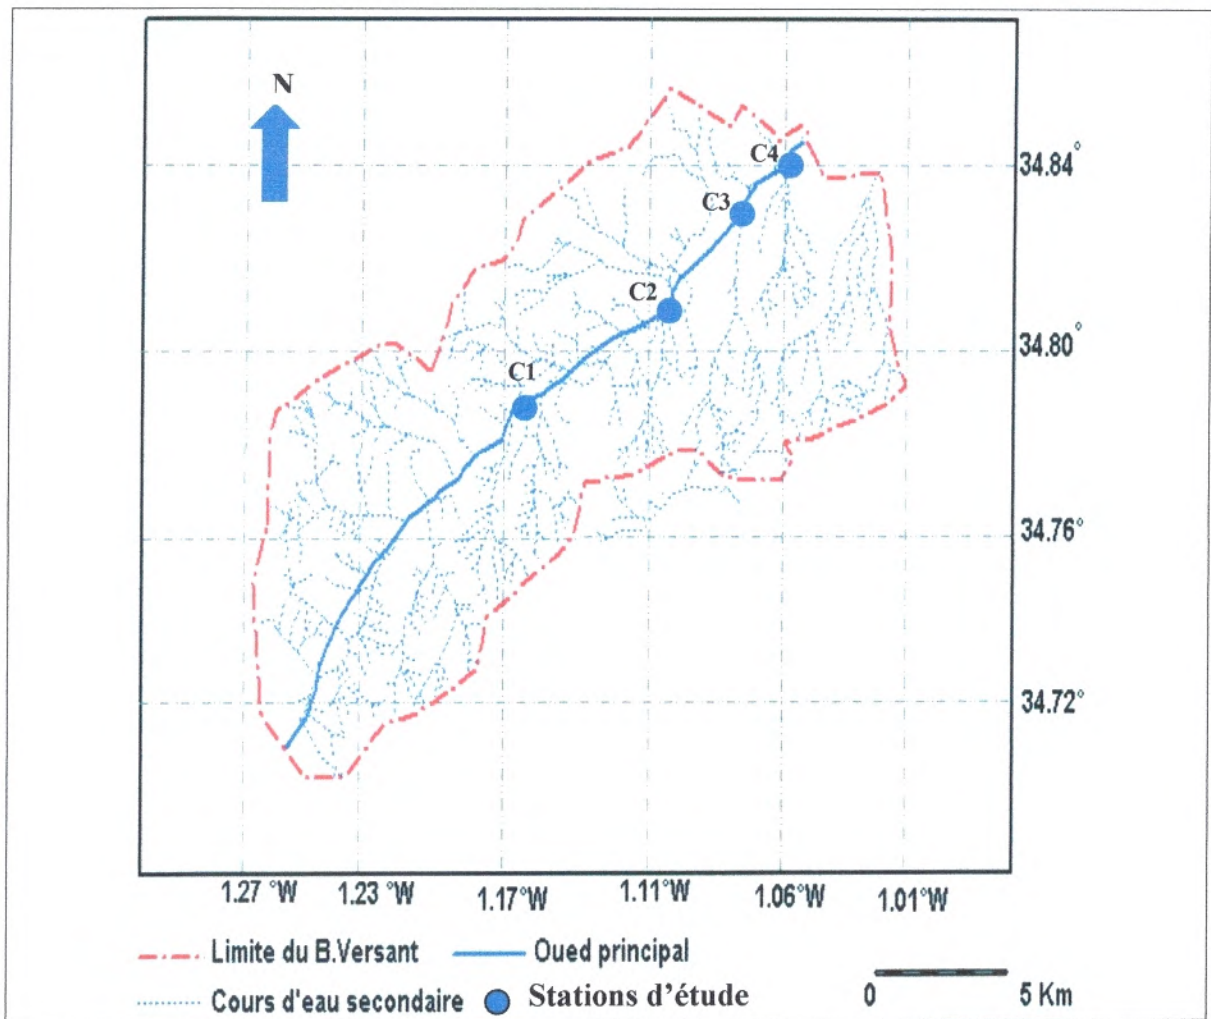 N
C4
34.84°
C3
C2
34.80°
C1
34.76°
34.72°
1.27 °W
1.23 °W
1.17°W
1.11°W
1.06°W
1.01°W
Limite du B.Versant
Oued principal
Cours d'eau secondaire
Stations d'étude
0
5 Km